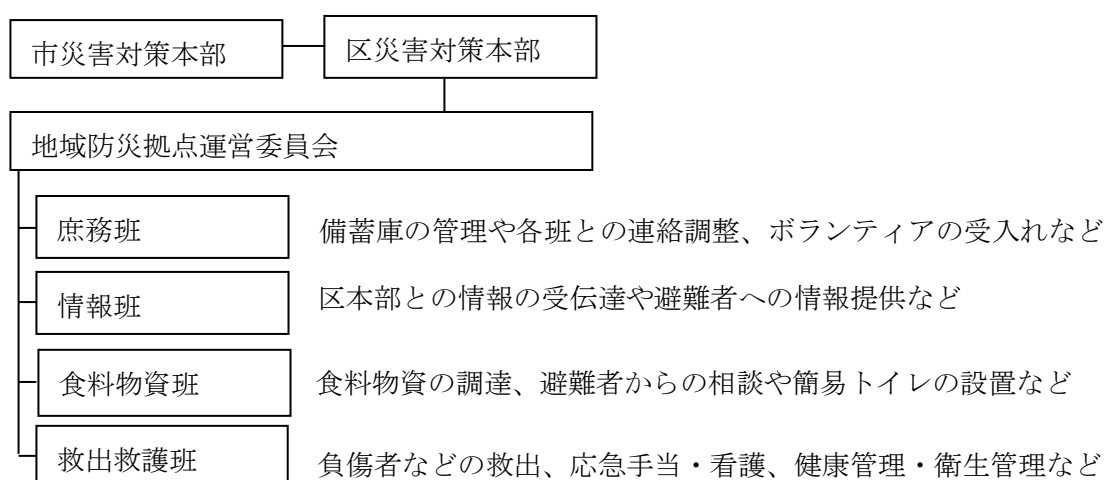 市災害対策本部
区災害対策本部
地域防災拠点運営委員会
庶務班
備蓄庫の管理や各班との連絡調整、ボランティアの受入れなど
情報班
区本部との情報の受伝達や避難者への情報提供など
食料物資班
食料物資の調達、避難者からの相談や簡易トイレの設置など
救出救護班
負傷者などの救出、応急手当・看護、健康管理・衛生管理など